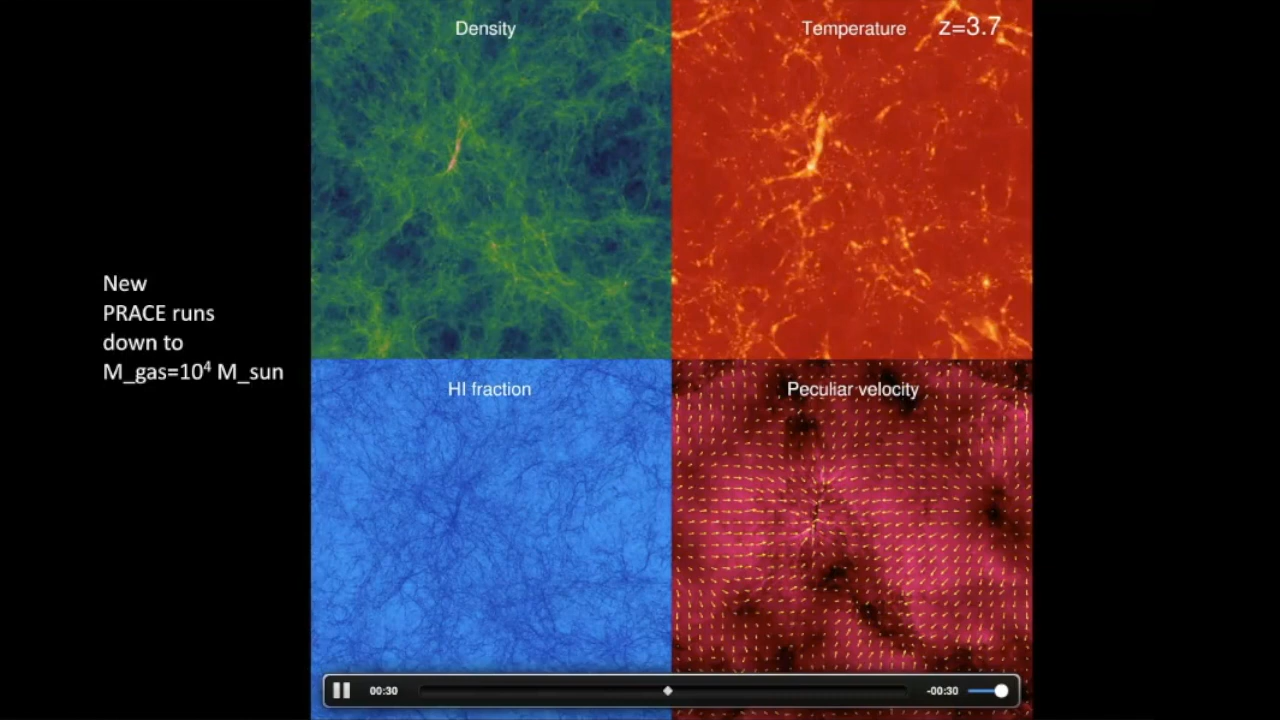 Density
Temperature
z=3.7
New
PRACE runs
down to
M_gas=10⁴ M_sun
HI fraction
Peculiar velocity
00:30
-00:30